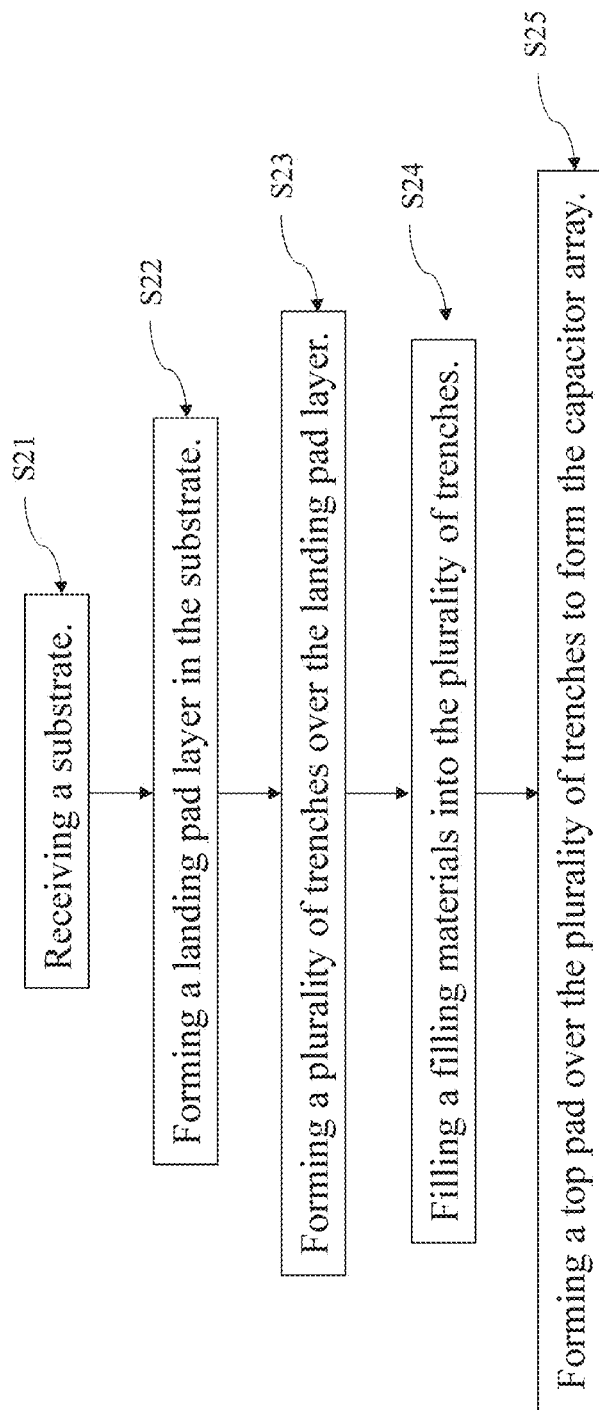 S21
Receiving a substrate.
S22
Forming a landing pad layer in the substrate.
S23
Forming a plurality of trenches over the landing pad layer.
S24
Filling a filling materials into the plurality of trenches.
S25
Forming a top pad over the plurality of trenches to form the capacitor array.